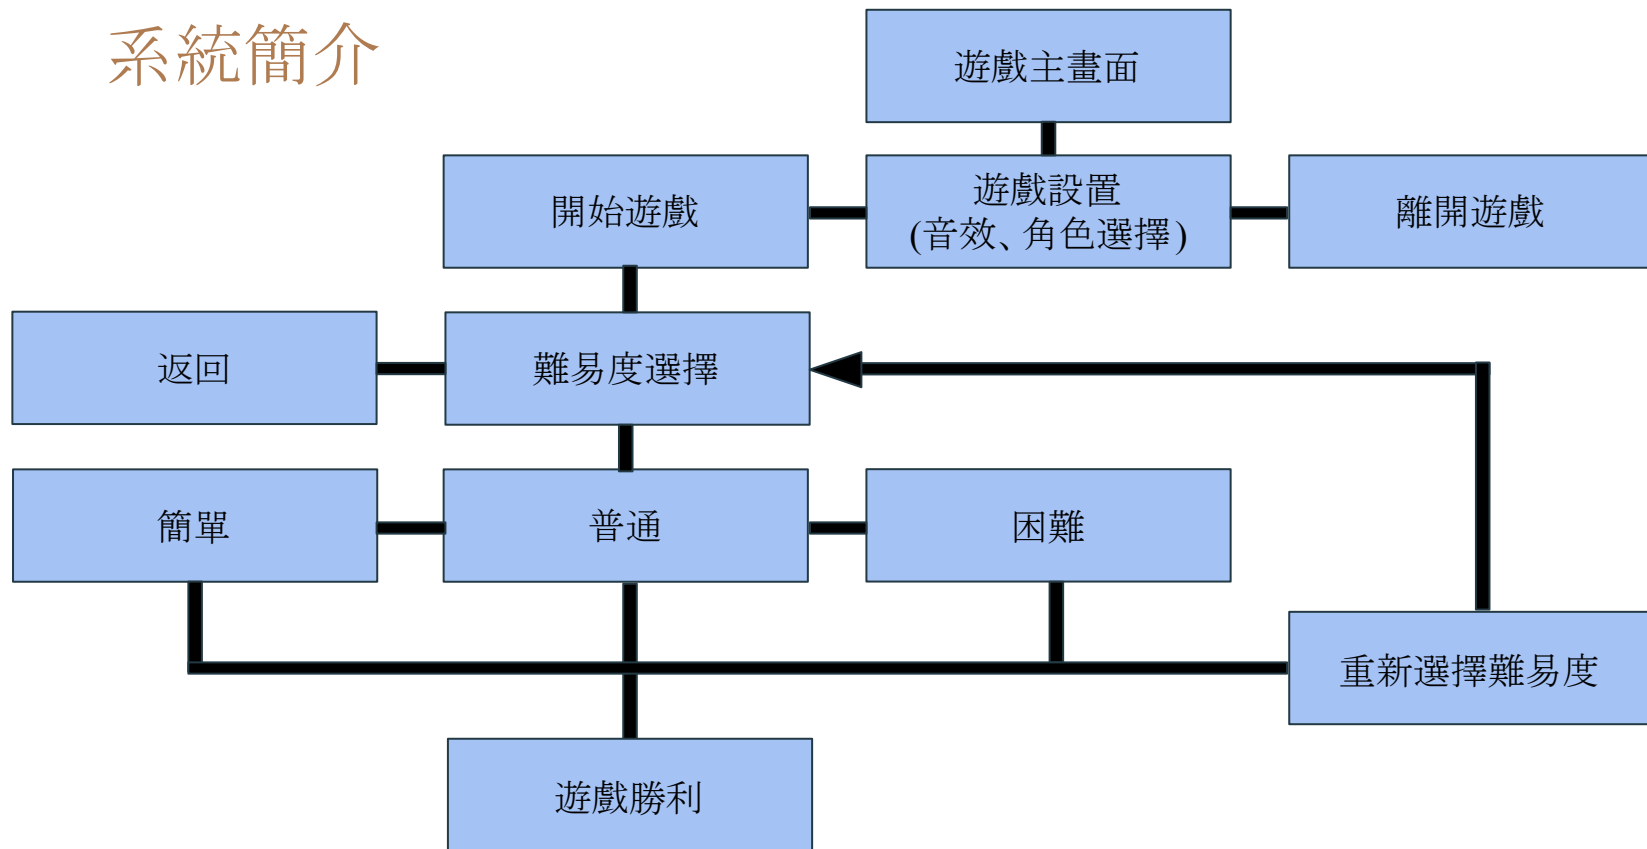 系統簡介
遊戲主畫面
開始遊戲
遊戲設置
(音效、角色選擇)
離開遊戲
返回
難易度選擇
簡單
普通
困難
重新選擇難易度
遊戲勝利